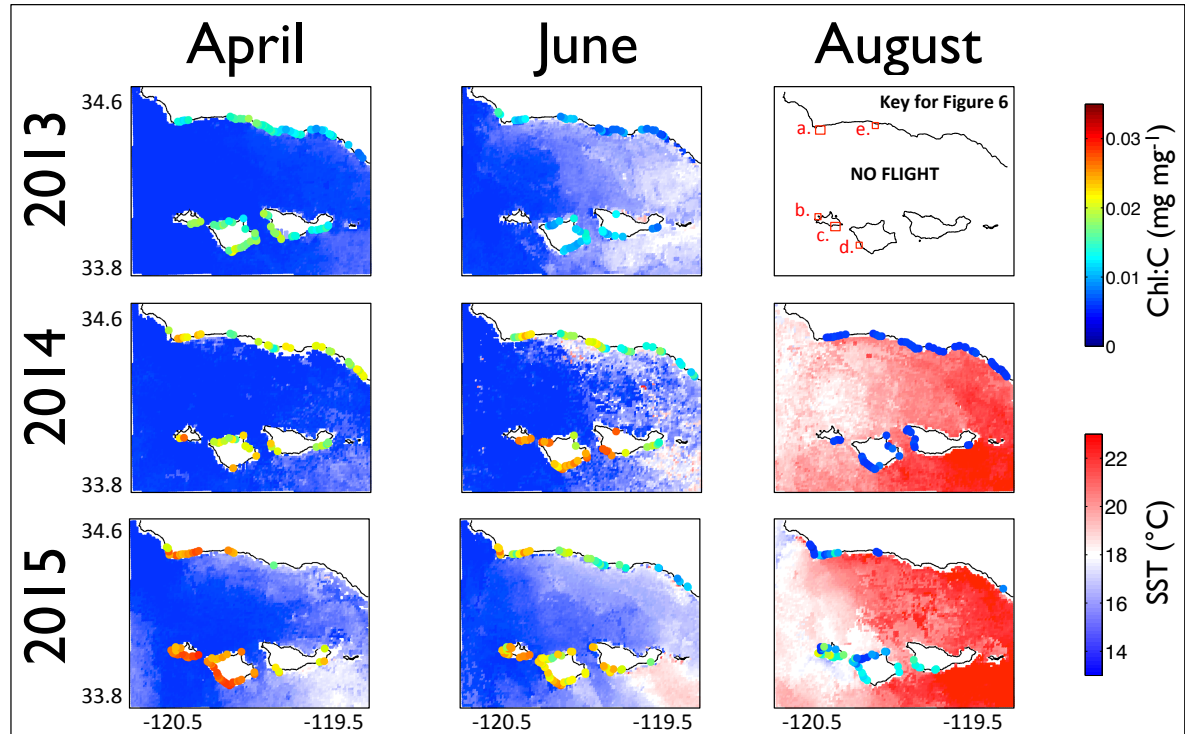 April June August
2013
34.6
33.8
Key for Figure 6
a.
e.
NO FLIGHT
b.
c.
d.
2014
34.6
33.8
2015
34.6
33.8
-120.5 -119.5 -120.5 -119.5 -120.5 -119.5
0.03
0.02
0.01
0
Chl:C (mg mg⁻¹)
22
20
18
16
14
SST (°C)